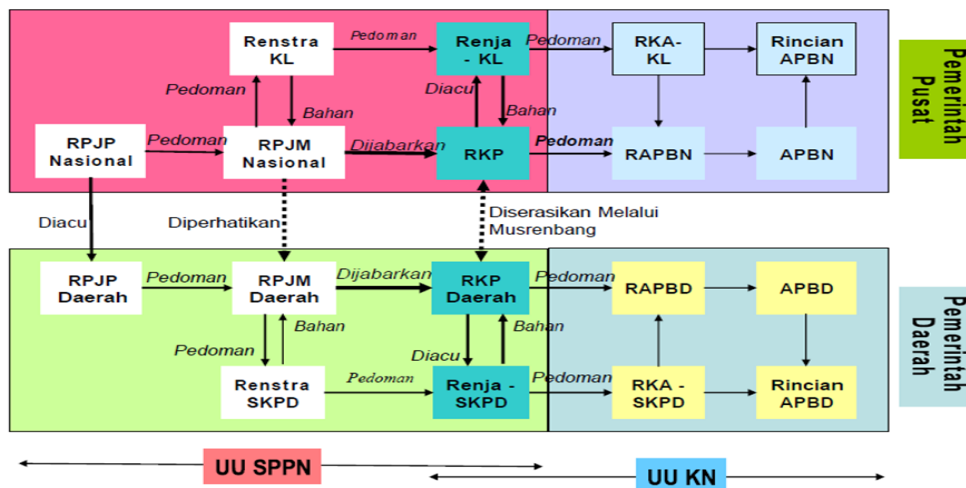 Renstra
KL
Pedoman
Renja
- KL
Pedoman
RKA-
KL
Rincian
APBN
Pemerintah
Pusat
Pedoman
Bahan
Diacu
Bahan
RPJP
Nasional
Pedoman
RPJM
Nasional
Dijabarkan
RKP
Pedoman
RAPBN
APBN
Diacu
Diperhatikan
Diserasikan Melalui
Musrenbang
RPJP
Daerah
Pedoman
RPJM
Daerah
Dijabarkan
RKP
Daerah
Pedoman
RAPBD
APBD
Pemerintah
Daerah
Pedoman
Bahan
Diacu
Bahan
Renstra
SKPD
Pedoman
Renja -
SKPD
Pedoman
RKA -
SKPD
Rincian
APBD
UU SPPN
UU KN